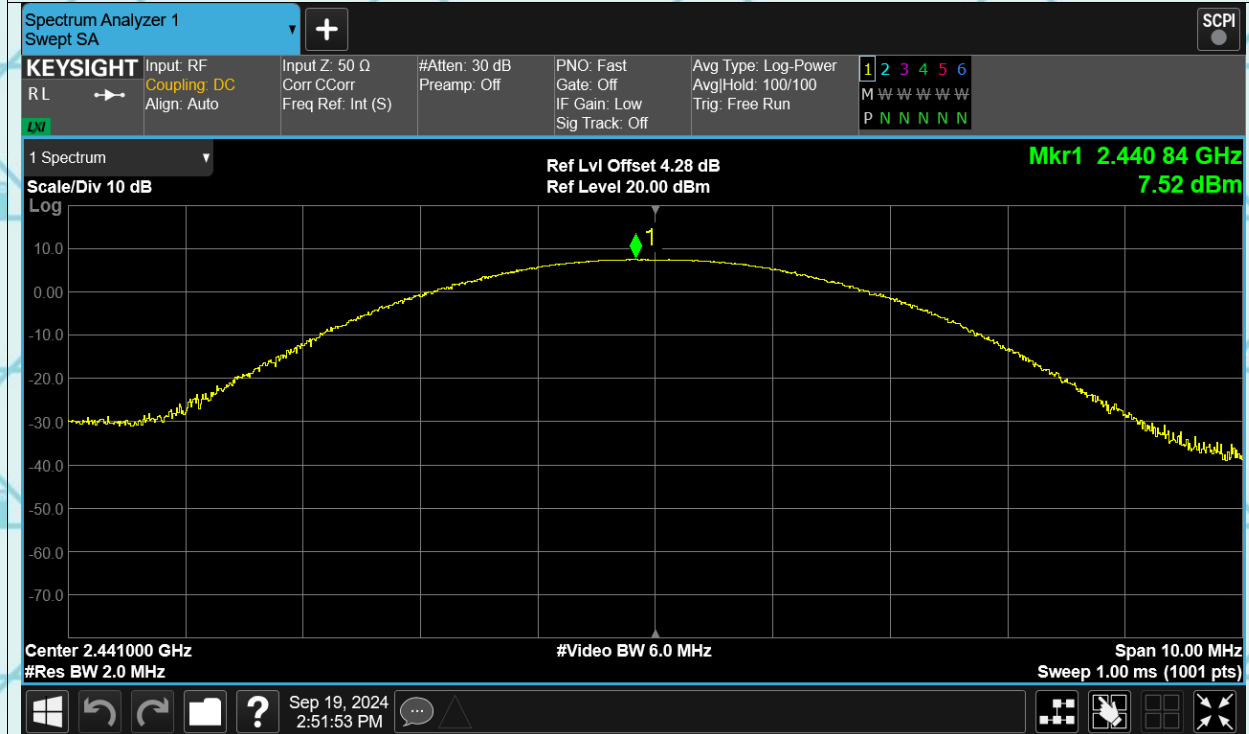 Spectrum Analyzer 1
Swept SA
+
SCPI
KEYSIGHT
R L
LXI
Input: RF
Coupling: DC
Align: Auto
Input Z: 50 Ω
Corr CCorr
Freq Ref: Int (S)
#Atten: 30 dB
Preamp: Off
PNO: Fast
Gate: Off
IF Gain: Low
Sig Track: Off
Avg Type: Log-Power
Avg|Hold: 100/100
Trig: Free Run
1 2 3 4 5 6
M W W W W W
P N N N N N
1 Spectrum
Scale/Div 10 dB
Log
Ref Lvl Offset 4.28 dB
Ref Level 20.00 dBm
Mkr1 2.440 84 GHz
7.52 dBm
1
10.0
0.00
-10.0
-20.0
-30.0
-40.0
-50.0
-60.0
-70.0
Center 2.441000 GHz
#Res BW 2.0 MHz
#Video BW 6.0 MHz
Span 10.00 MHz
Sweep 1.00 ms (1001 pts)
?
Sep 19, 2024
2:51:53 PM